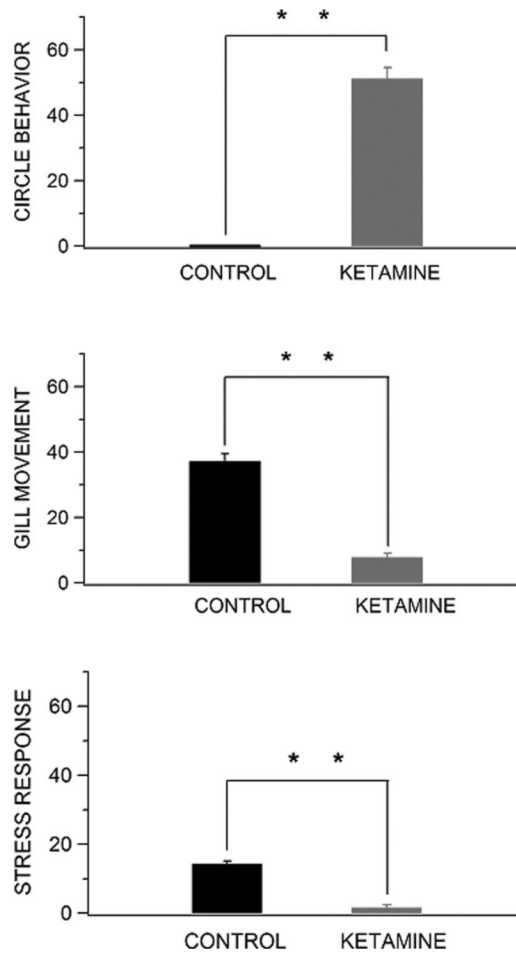 * *
CIRCLE BEHAVIOR
60
40
20
0
CONTROL KETAMINE
* *
GILL MOVEMENT
60
40
20
0
CONTROL KETAMINE
* *
STRESS RESPONSE
60
40
20
0
CONTROL KETAMINE